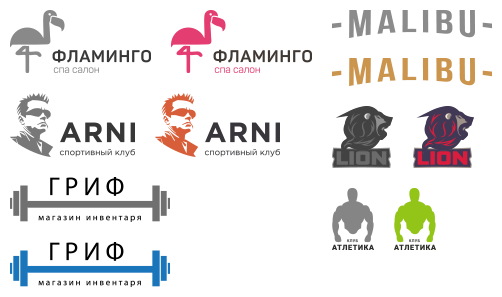 ФЛАМИНГО
спа салон
ФЛАМИНГО
спа салон
-MALIBU-
-MALIBU-
ARNI
спортивный клуб
ARNI
спортивный клуб
LION
LION
ГРИФ
магазин инвентаря
КЛУБ
АТЛЕТИКА
КЛУБ
АТЛЕТИКА
ГРИФ
магазин инвентаря